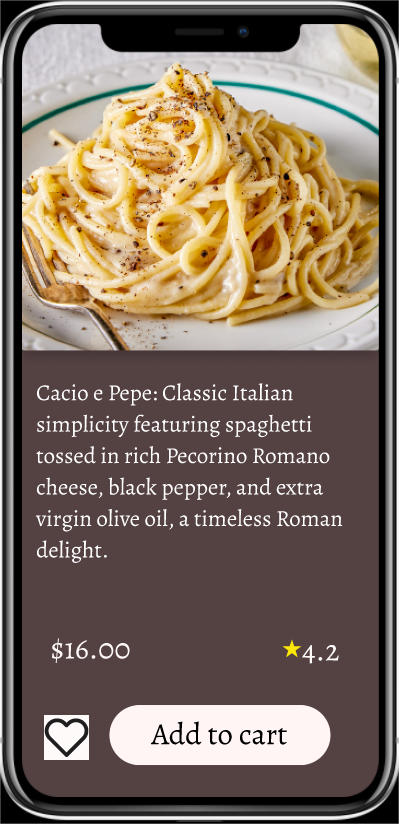 Cacio e Pepe: Classic Italian
simplicity featuring spaghetti
tossed in rich Pecorino Romano
cheese, black pepper, and extra
virgin olive oil, a timeless Roman
delight.
$16.00 ★4.2
Add to cart